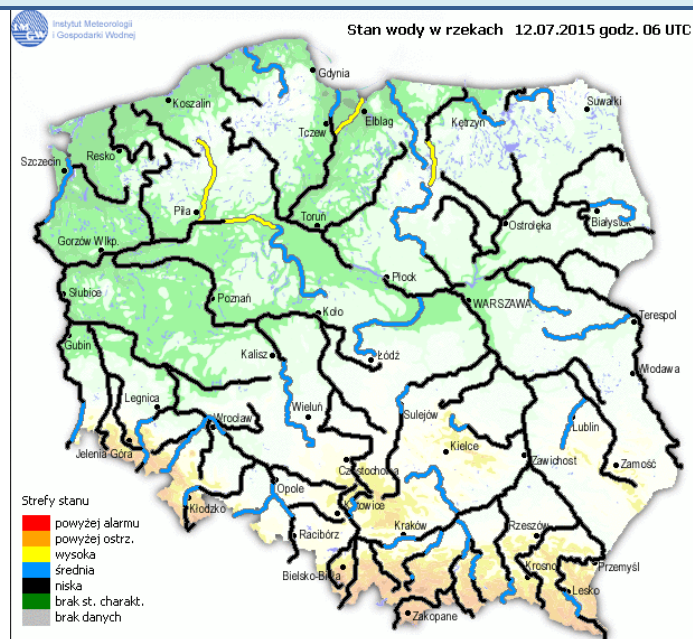 Instytut Meteorologii
i Gospodarki Wodnej
Stan wody w rzekach 12.07.2015 godz. 06 UTC
Gdynia
Koszalin
Suwałki
Tczew
Elbląg
Kętrzyn
Resko
Szczecin
Piła
Toruń
Ostrołęka
Białystok
Gorzów Wlkp.
Płock
Słubice
Poznań
WARSZAWA
Koło
Terespol
Gubin
Kalisz
Łódź
Włodawa
Legnica
Wieluń
Sulejów
Wrocław
Lublin
Jelenia Góra
Kielce
Zawichost
Zamość
Częstochowa
Opole
Kłodzko
Katowice
Kraków
Rzeszów
Racibórz
Bielsko-Biała
Krosno
Przemyśl
Lesko
Zakopane
Strefy stanu
powyżej alarmu
powyżej ostrz.
wysoka
średnia
niska
brak st. charakt.
brak danych